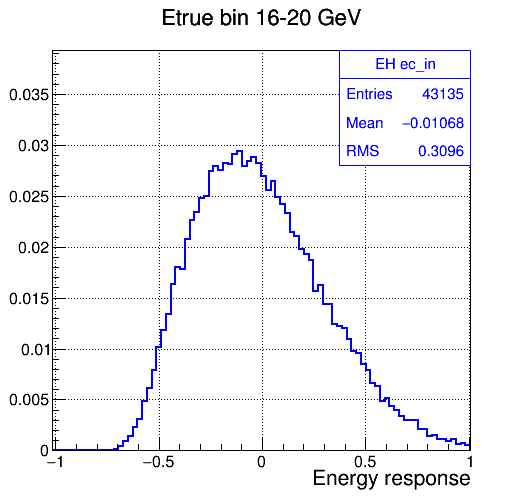 Etrue bin 16-20 GeV
EH ec_in
Entries 43135
Mean −0.01068
RMS 0.3096
0.035
0.03
0.025
0.02
0.015
0.01
0.005
0
−1 −0.5 0 0.5 1
Energy response